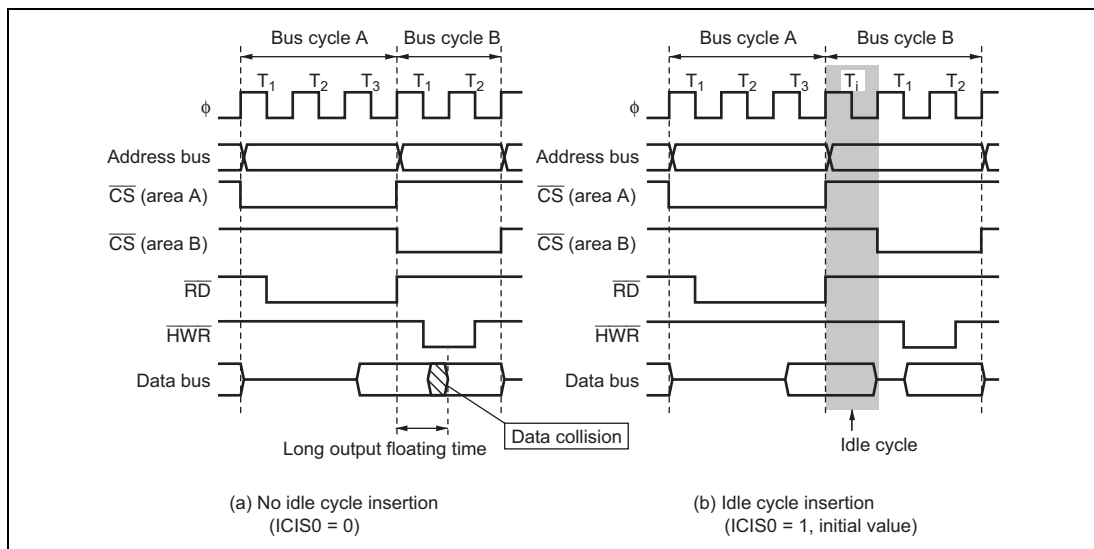 Bus cycle A
Bus cycle B
T1 T2 T3 T1 T2
φ
Address bus
CS (area A)
CS (area B)
RD
HWR
Data bus
Long output floating time
Data collision
(a) No idle cycle insertion
(ICIS0 = 0)
Bus cycle A
Bus cycle B
T1 T2 T3 Ti T1 T2
φ
Address bus
CS (area A)
CS (area B)
RD
HWR
Data bus
Idle cycle
(b) Idle cycle insertion
(ICIS0 = 1, initial value)